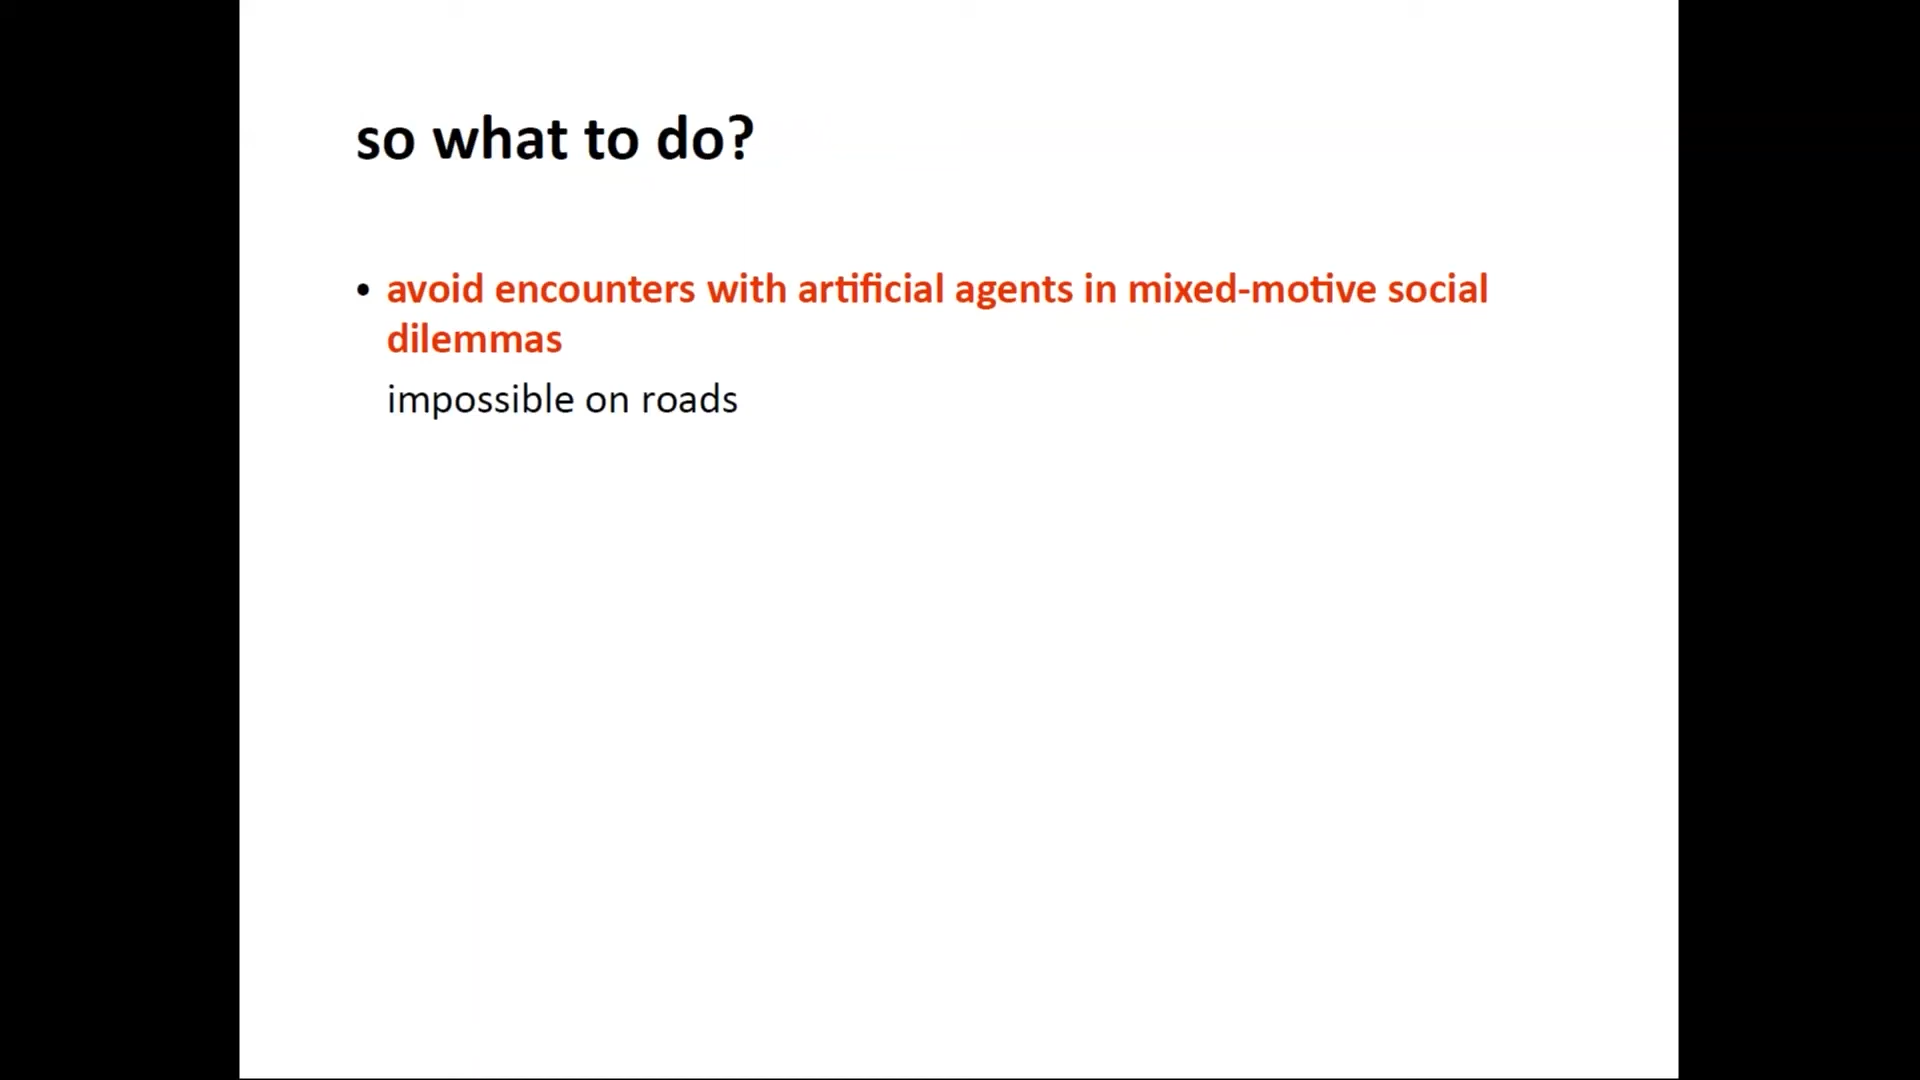 so what to do?
• avoid encounters with artificial agents in mixed-motive social
dilemmas
impossible on roads